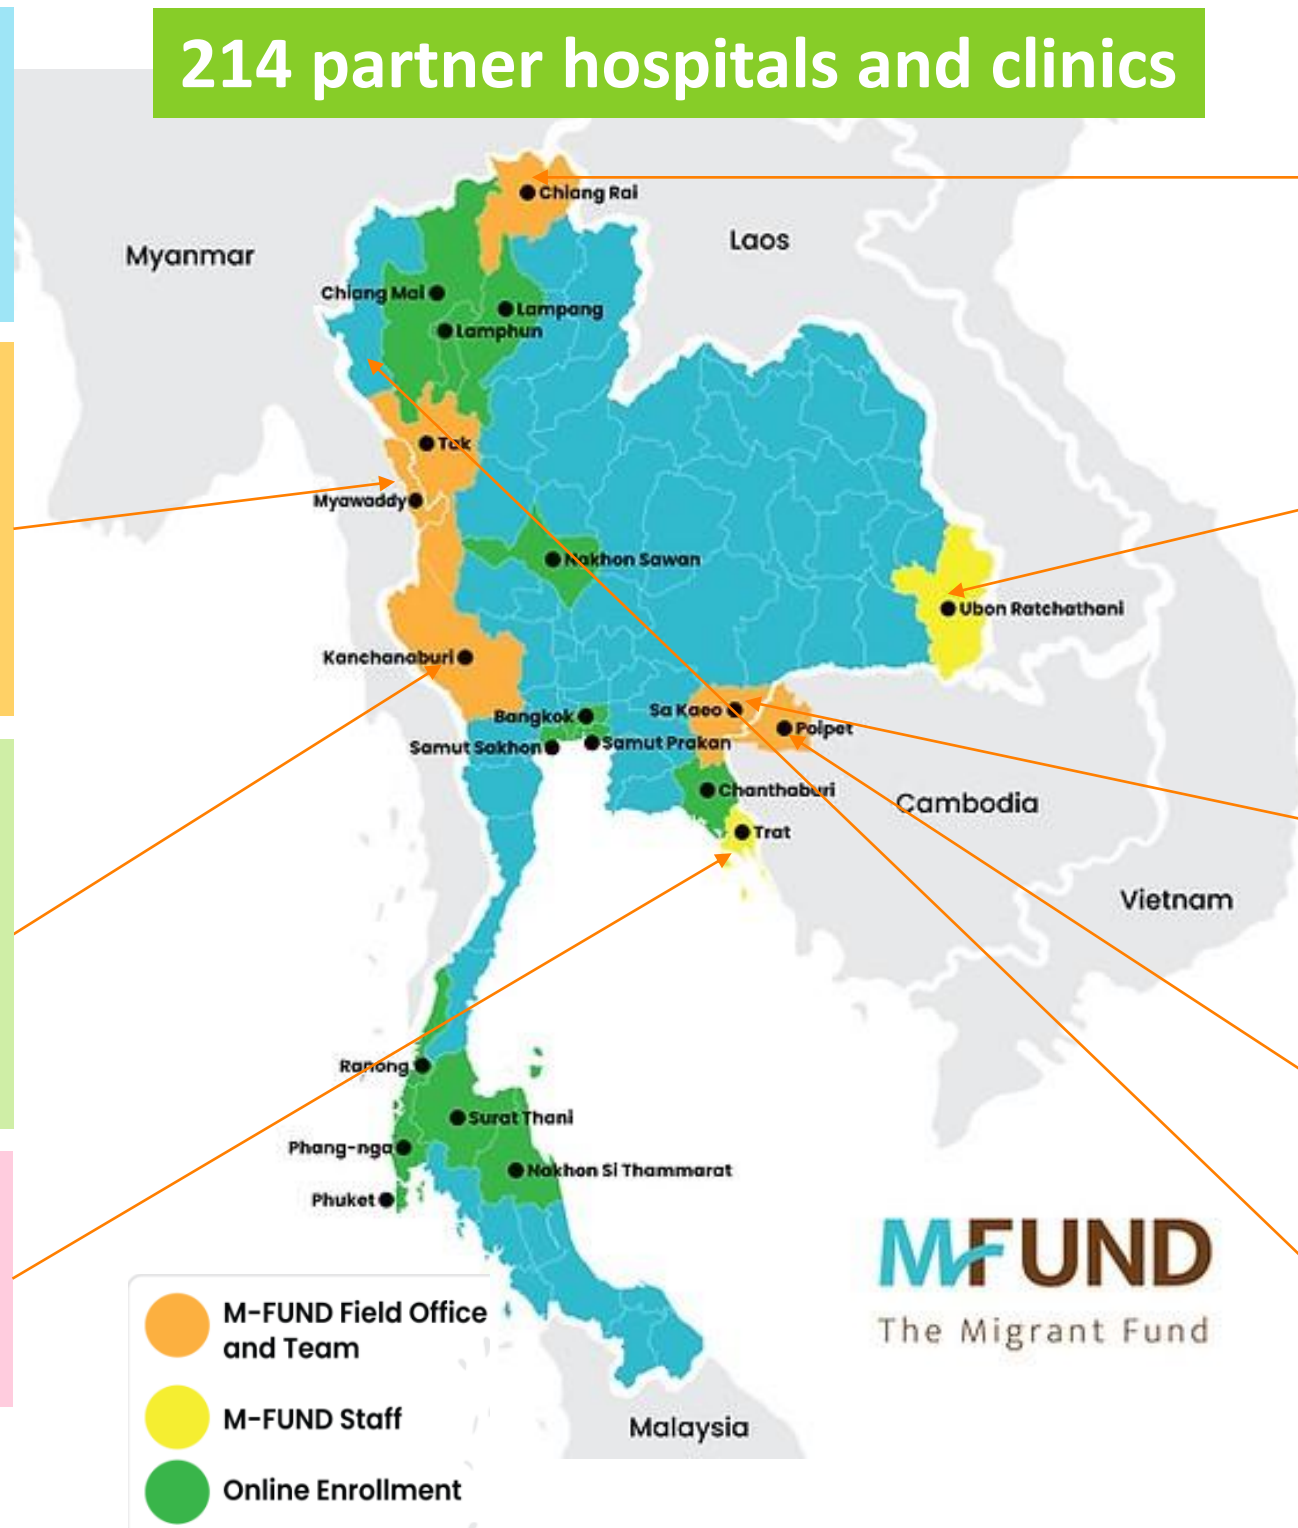 214 partner hospitals and clinics
Chiang Rai
Myanmar
Laos
Chiang Mai
Lampang
Lamphun
Tak
Myawaddy
Nakhon Sawan
Ubon Ratchathani
Kanchanaburi
Bangkok
Sa Kaeo
Poipet
Samut Sakhon
Samut Prakan
Chanthaburi
Cambodia
Trat
Vietnam
Ranong
Surat Thani
Phang-nga
Nakhon Si Thammarat
Phuket
M-FUND
The Migrant Fund
M-FUND Field Office
and Team
M-FUND Staff
Online Enrollment
Malaysia